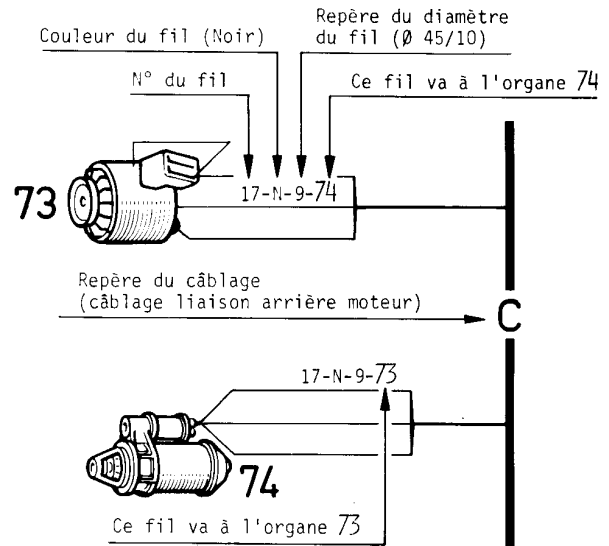 Repère du diamètre
du fil (Ø 45/10)
Couleur du fil (Noir)
N° du fil
Ce fil va à l'organe 74
73
17-N-9-74
Repère du câblage
(câblage liaison arrière moteur)
C
17-N-9-73
74
Ce fil va à l'organe 73